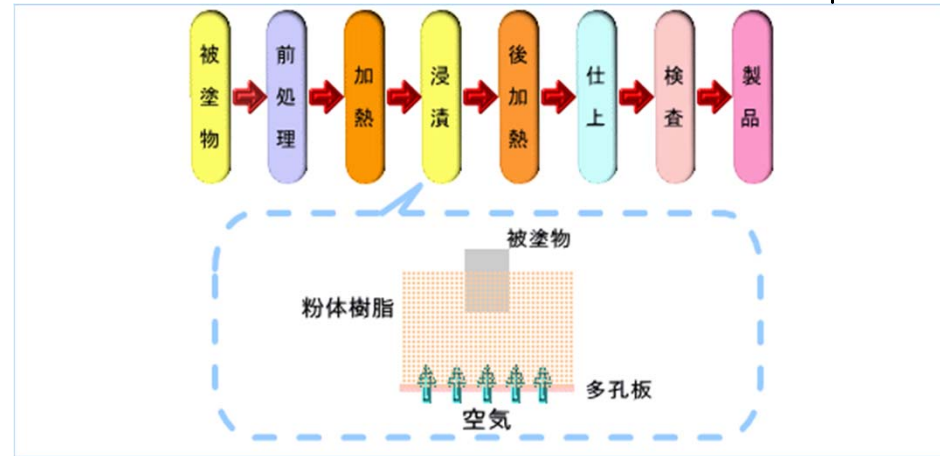 被塗物
前処理
加熱
浸漬
後加熱
仕上
検査
製品
被塗物
粉体樹脂
多孔板
空気